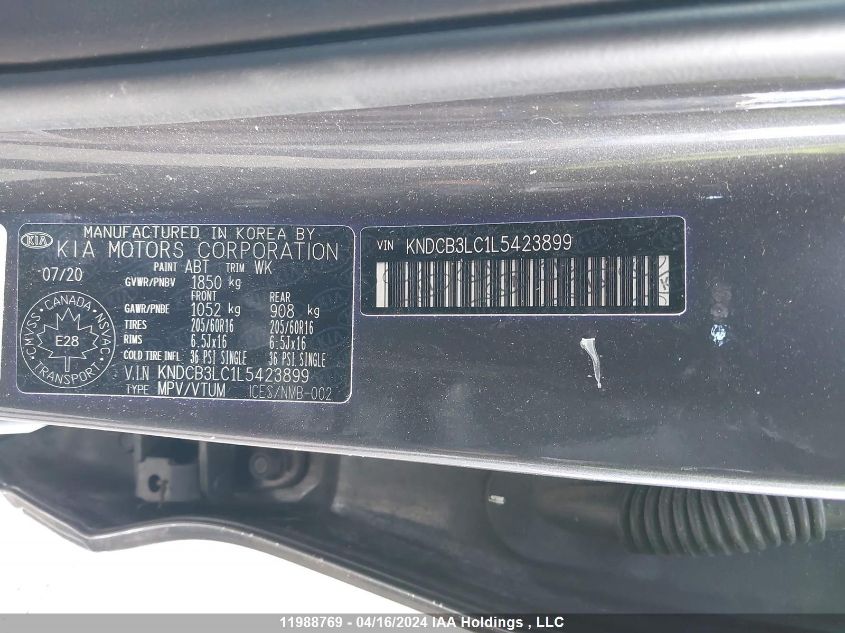 KIA
MANUFACTURED IN KOREA BY
KIA MOTORS CORPORATION
07/20 PAINT ABT TRIM WK
GVWR/PNBV 1850 kg
FRONT REAR
GAWR/PNBE 1052 kg 908 kg
TIRES 205/60R16 205/60R16
RIMS 6.5Jx16 6.5Jx16
COLD TIRE INFL 36 PSI,SINGLE 36 PSI,SINGLE
V.I.N KNDCB3LC1L5423899
TYPE MPV/VTUM ICES/NMB-002
CANADA
CMVSS NSVAC
E28
TRANSPORT
VIN KNDCB3LC1L5423899
11988769 - 04/16/2024 IAA Holdings , LLC